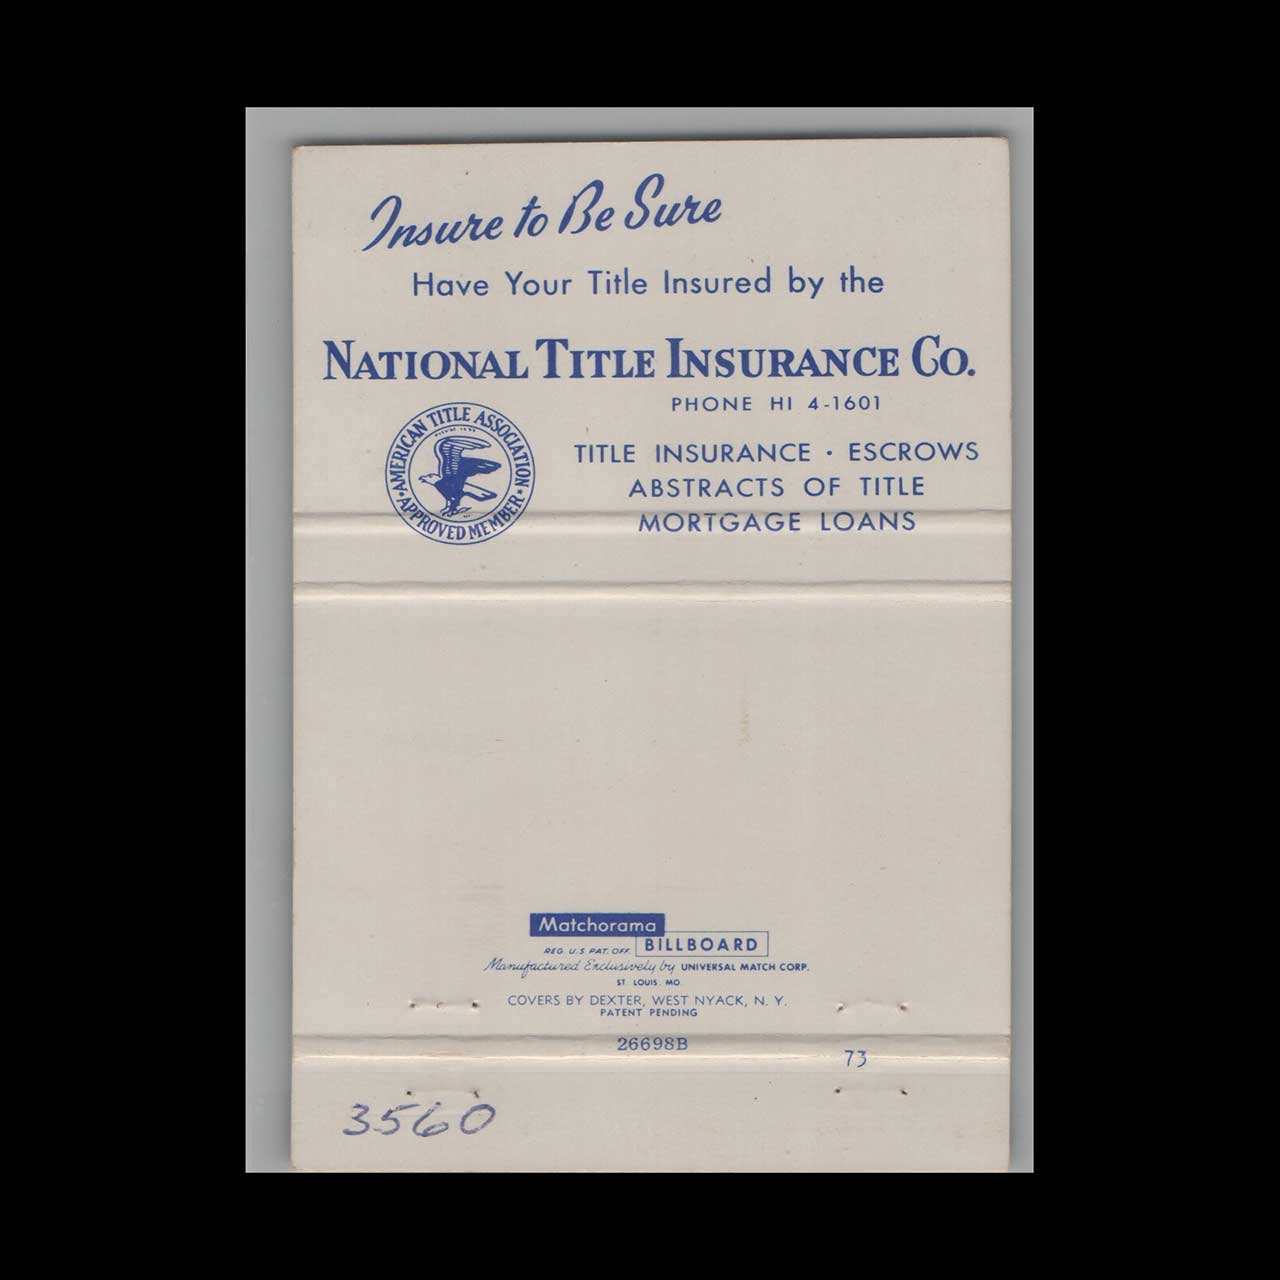 Insure to Be Sure
Have Your Title Insured by the
NATIONAL TITLE INSURANCE CO.
PHONE HI 4-1601
AMERICAN TITLE ASSOCIATION
APPROVED MEMBER
TITLE INSURANCE · ESCROWS
ABSTRACTS OF TITLE
MORTGAGE LOANS
Matchorama
REG. U.S. PAT. OFF. BILLBOARD
Manufactured Exclusively by UNIVERSAL MATCH CORP.
ST. LOUIS. MO.
COVERS BY DEXTER, WEST NYACK, N. Y.
PATENT PENDING
26698B
73
3560